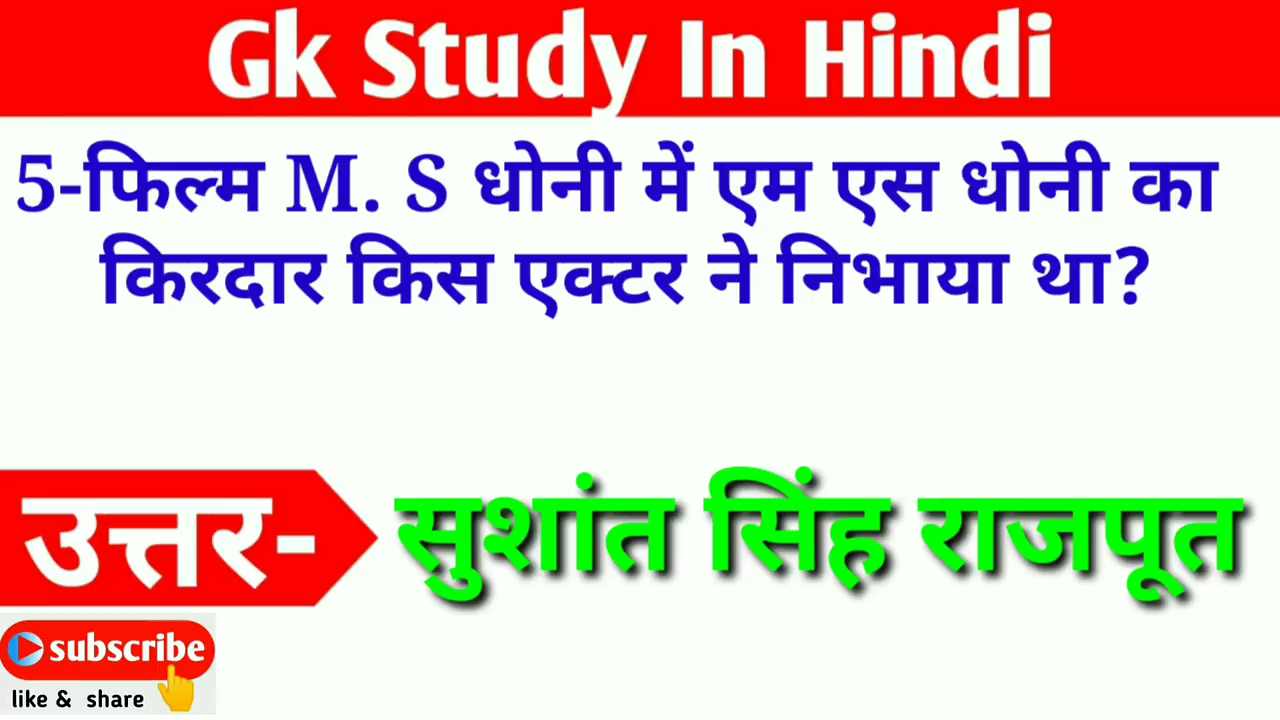 Gk Study In Hindi
5-फिल्म M. S धोनी में एम एस धोनी का
किरदार किस एक्टर ने निभाया था?
उत्तर- सुशांत सिंह राजपूत
subscribe
like & share